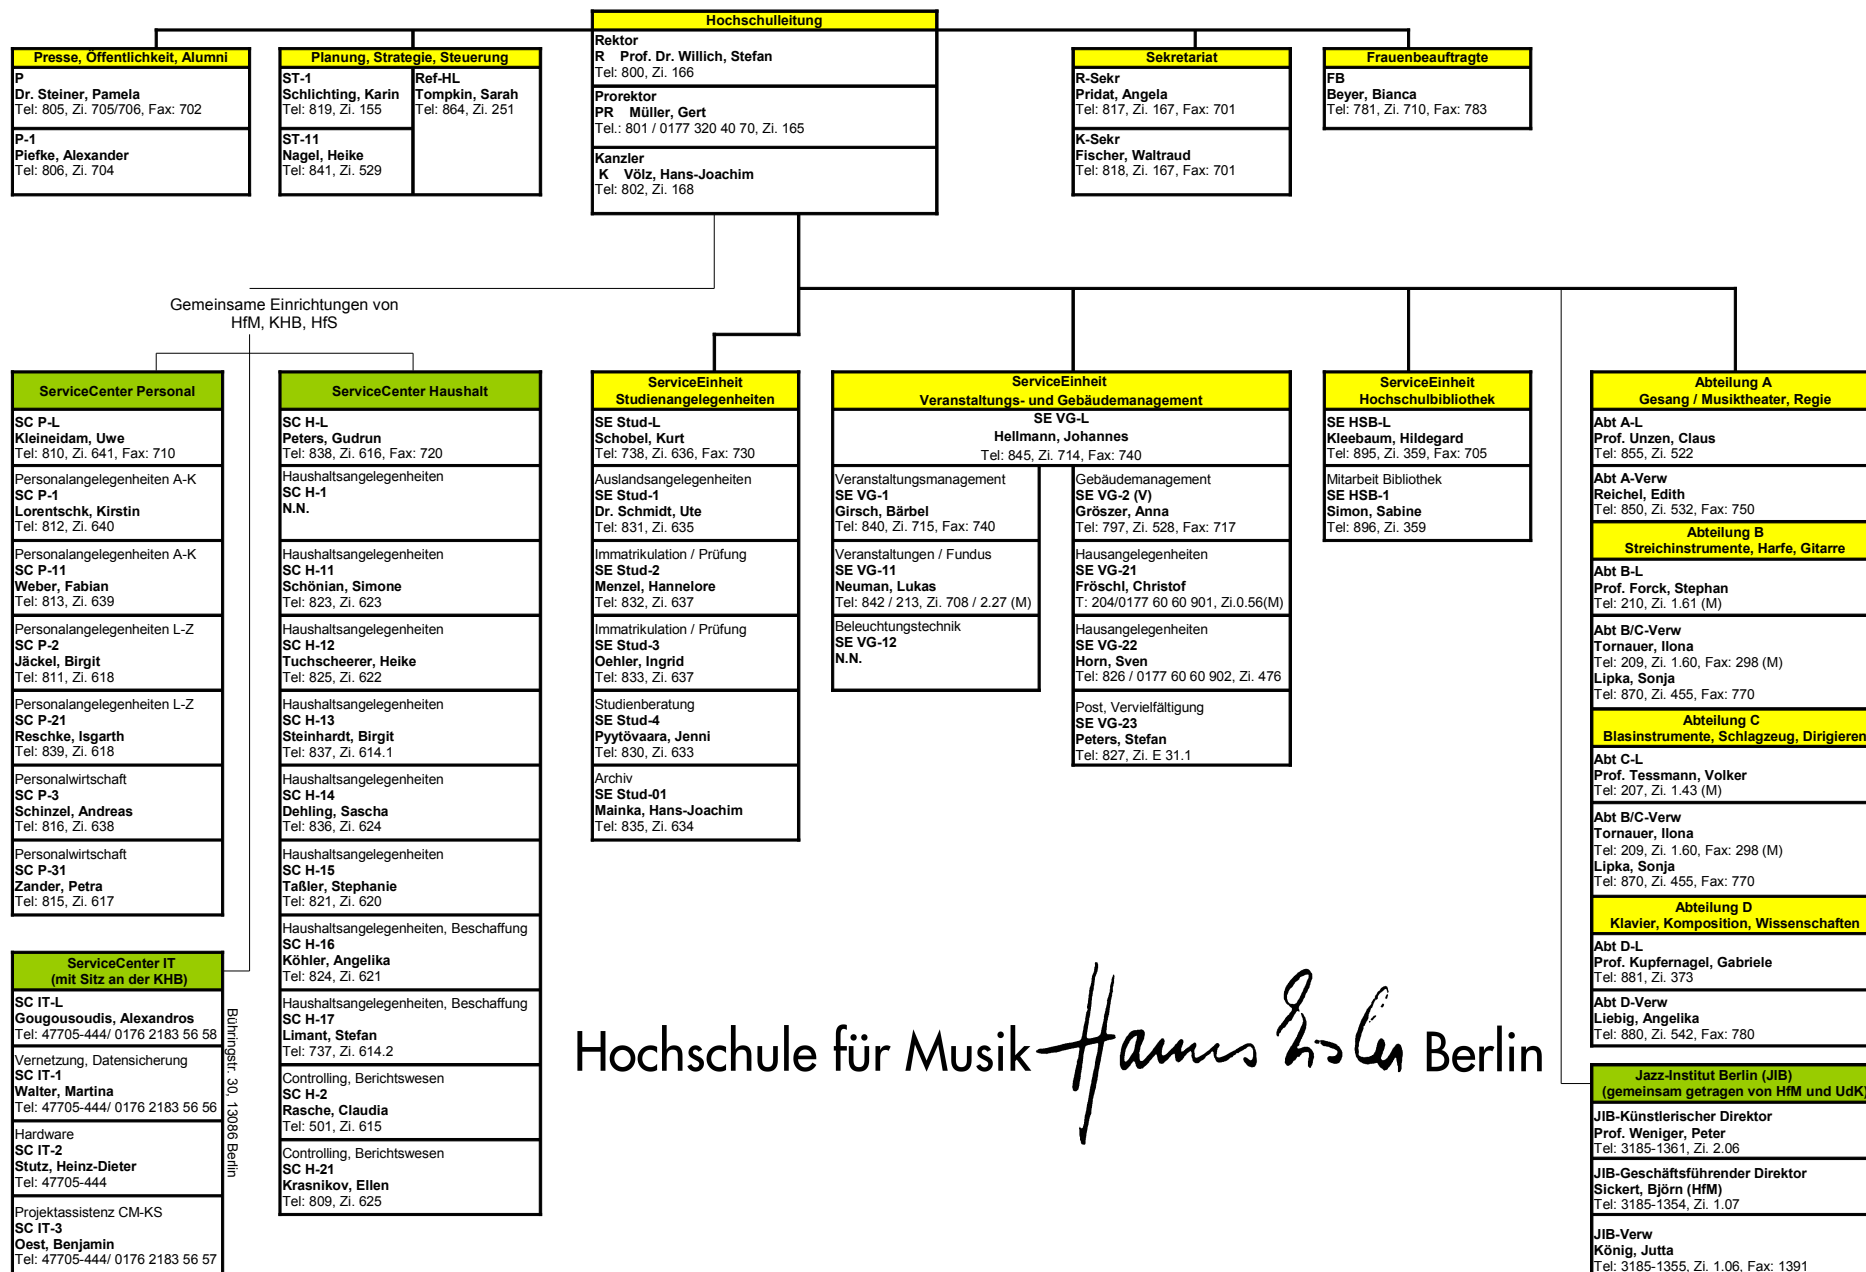 Hochschulleitung
Rektor
R Prof. Dr. Willich, Stefan
Tel: 800, Zi. 166
Prorektor
PR Müller, Gert
Tel.: 801 / 0177 320 40 70, Zi. 165
Kanzler
K Völz, Hans-Joachim
Tel: 802, Zi. 168
Presse, Öffentlichkeit, Alumni
P
Dr. Steiner, Pamela
Tel: 805, Zi. 705/706, Fax: 702
P-1
Piefke, Alexander
Tel: 806, Zi. 704
Planung, Strategie, Steuerung
ST-1
Schlichting, Karin
Tel: 819, Zi. 155
ST-11
Nagel, Heike
Tel: 841, Zi. 529
Ref-HL
Tompkin, Sarah
Tel: 864, Zi. 251
Sekretariat
R-Sekr
Pridat, Angela
Tel: 817, Zi. 167, Fax: 701
K-Sekr
Fischer, Waltraud
Tel: 818, Zi. 167, Fax: 701
Frauenbeauftragte
FB
Beyer, Bianca
Tel: 781, Zi. 710, Fax: 783
Gemeinsame Einrichtungen von
HfM, KHB, HfS
ServiceCenter Personal
SC P-L
Kleineidam, Uwe
Tel: 810, Zi. 641, Fax: 710
Personalangelegenheiten A-K
SC P-1
Lorentschk, Kirstin
Tel: 812, Zi. 640
Personalangelegenheiten A-K
SC P-11
Weber, Fabian
Tel: 813, Zi. 639
Personalangelegenheiten L-Z
SC P-2
Jäckel, Birgit
Tel: 811, Zi. 618
Personalangelegenheiten L-Z
SC P-21
Reschke, Isgarth
Tel: 839, Zi. 618
Personalwirtschaft
SC P-3
Schinzel, Andreas
Tel: 816, Zi. 638
Personalwirtschaft
SC P-31
Zander, Petra
Tel: 815, Zi. 617
ServiceCenter IT
(mit Sitz an der KHB)
SC IT-L
Gougousoudis, Alexandros
Tel: 47705-444/ 0176 2183 56 58
Vernetzung, Datensicherung
SC IT-1
Walter, Martina
Tel: 47705-444/ 0176 2183 56 56
Hardware
SC IT-2
Stutz, Heinz-Dieter
Tel: 47705-444
Projektassistenz CM-KS
SC IT-3
Oest, Benjamin
Tel: 47705-444/ 0176 2183 56 57
Bühringstr. 30, 13086 Berlin
ServiceCenter Haushalt
SC H-L
Peters, Gudrun
Tel: 838, Zi. 616, Fax: 720
Haushaltsangelegenheiten
SC H-1
N.N.
Haushaltsangelegenheiten
SC H-11
Schönian, Simone
Tel: 823, Zi. 623
Haushaltsangelegenheiten
SC H-12
Tuchscheerer, Heike
Tel: 825, Zi. 622
Haushaltsangelegenheiten
SC H-13
Steinhardt, Birgit
Tel: 837, Zi. 614.1
Haushaltsangelegenheiten
SC H-14
Dehling, Sascha
Tel: 836, Zi. 624
Haushaltsangelegenheiten
SC H-15
Taßler, Stephanie
Tel: 821, Zi. 620
Haushaltsangelegenheiten, Beschaffung
SC H-16
Köhler, Angelika
Tel: 824, Zi. 621
Haushaltsangelegenheiten, Beschaffung
SC H-17
Limant, Stefan
Tel: 737, Zi. 614.2
Controlling, Berichtswesen
SC H-2
Rasche, Claudia
Tel: 501, Zi. 615
Controlling, Berichtswesen
SC H-21
Krasnikov, Ellen
Tel: 809, Zi. 625
ServiceEinheit
Studienangelegenheiten
SE Stud-L
Schobel, Kurt
Tel: 738, Zi. 636, Fax: 730
Auslandsangelegenheiten
SE Stud-1
Dr. Schmidt, Ute
Tel: 831, Zi. 635
Immatrikulation / Prüfung
SE Stud-2
Menzel, Hannelore
Tel: 832, Zi. 637
Immatrikulation / Prüfung
SE Stud-3
Oehler, Ingrid
Tel: 833, Zi. 637
Studienberatung
SE Stud-4
Pyytövaara, Jenni
Tel: 830, Zi. 633
Archiv
SE Stud-01
Mainka, Hans-Joachim
Tel: 835, Zi. 634
ServiceEinheit
Veranstaltungs- und Gebäudemanagement
SE VG-L
Hellmann, Johannes
Tel: 845, Zi. 714, Fax: 740
Veranstaltungsmanagement
SE VG-1
Girsch, Bärbel
Tel: 840, Zi. 715, Fax: 740
Veranstaltungen / Fundus
SE VG-11
Neuman, Lukas
Tel: 842 / 213, Zi. 708 / 2.27 (M)
Beleuchtungstechnik
SE VG-12
N.N.
Gebäudemanagement
SE VG-2 (V)
Gröszer, Anna
Tel: 797, Zi. 528, Fax: 717
Hausangelegenheiten
SE VG-21
Fröschl, Christof
T: 204/0177 60 60 901, Zi.0.56(M)
Hausangelegenheiten
SE VG-22
Horn, Sven
Tel: 826 / 0177 60 60 902, Zi. 476
Post, Vervielfältigung
SE VG-23
Peters, Stefan
Tel: 827, Zi. E 31.1
ServiceEinheit
Hochschulbibliothek
SE HSB-L
Kleebaum, Hildegard
Tel: 895, Zi. 359, Fax: 705
Mitarbeit Bibliothek
SE HSB-1
Simon, Sabine
Tel: 896, Zi. 359
Abteilung A
Gesang / Musiktheater, Regie
Abt A-L
Prof. Unzen, Claus
Tel: 855, Zi. 522
Abt A-Verw
Reichel, Edith
Tel: 850, Zi. 532, Fax: 750
Abteilung B
Streichinstrumente, Harfe, Gitarre
Abt B-L
Prof. Forck, Stephan
Tel: 210, Zi. 1.61 (M)
Abt B/C-Verw
Tornauer, Ilona
Tel: 209, Zi. 1.60, Fax: 298 (M)
Lipka, Sonja
Tel: 870, Zi. 455, Fax: 770
Abteilung C
Blasinstrumente, Schlagzeug, Dirigieren
Abt C-L
Prof. Tessmann, Volker
Tel: 207, Zi. 1.43 (M)
Abt B/C-Verw
Tornauer, Ilona
Tel: 209, Zi. 1.60, Fax: 298 (M)
Lipka, Sonja
Tel: 870, Zi. 455, Fax: 770
Abteilung D
Klavier, Komposition, Wissenschaften
Abt D-L
Prof. Kupfernagel, Gabriele
Tel: 881, Zi. 373
Abt D-Verw
Liebig, Angelika
Tel: 880, Zi. 542, Fax: 780
Jazz-Institut Berlin (JIB)
(gemeinsam getragen von HfM und UdK)
JIB-Künstlerischer Direktor
Prof. Weniger, Peter
Tel: 3185-1361, Zi. 2.06
JIB-Geschäftsführender Direktor
Sickert, Björn (HfM)
Tel: 3185-1354, Zi. 1.07
JIB-Verw
König, Jutta
Tel: 3185-1355, Zi. 1.06, Fax: 1391
Hochschule für Musik Hanns Eisler Berlin